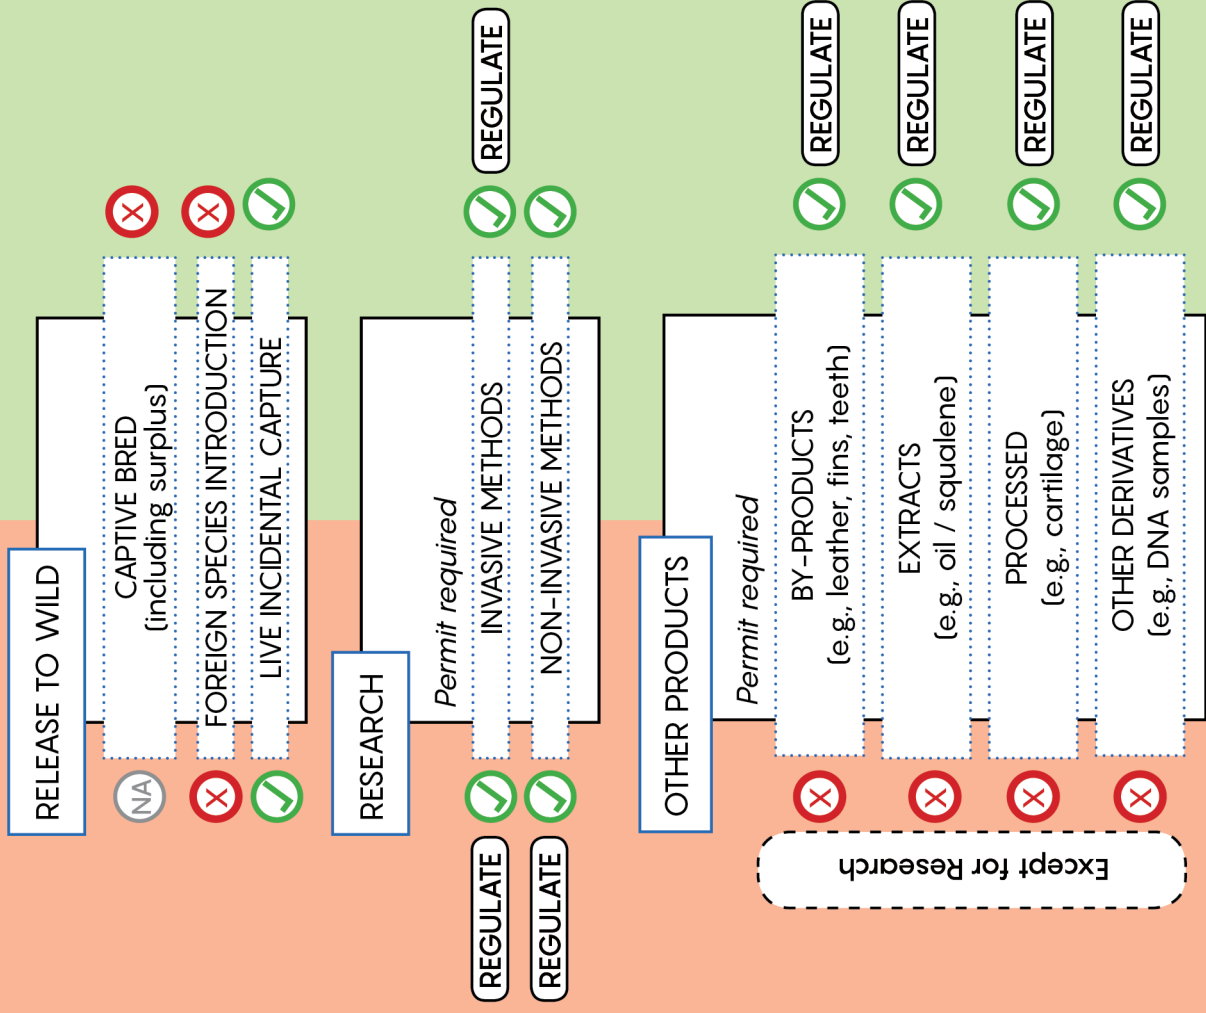 RELEASE TO WILD
NA
CAPTIVE BRED
(including surplus)
X
X
FOREIGN SPECIES INTRODUCTION
X
LIVE INCIDENTAL CAPTURE
RESEARCH
Permit required
REGULATE
INVASIVE METHODS
REGULATE
REGULATE
NON-INVASIVE METHODS
OTHER PRODUCTS
Permit required
Except for Research
X
BY-PRODUCTS
(e.g., leather, fins, teeth)
REGULATE
X
EXTRACTS
(e.g., oil / squalene)
REGULATE
X
PROCESSED
(e.g., cartilage)
REGULATE
X
OTHER DERIVATIVES
(e.g., DNA samples)
REGULATE